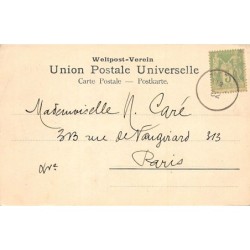 Weltpost-Verein
Union Postale Universelle
Carte Postale — Postkarte.
Mademoiselle N. Caré
313 rue de Vaugirard 313
Paris